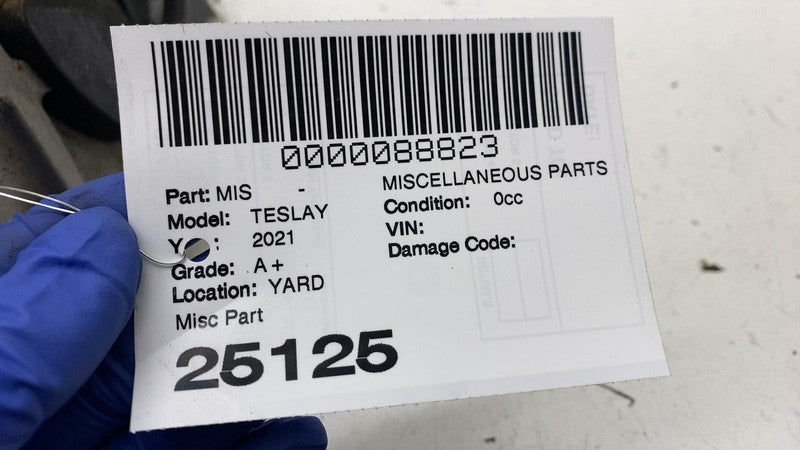 0000088823
Part: MIS - MISCELLANEOUS PARTS
Model: TESLAY Condition: 0cc
Y : 2021 VIN:
Grade: A+ Damage Code:
Location: YARD
Misc Part
25125